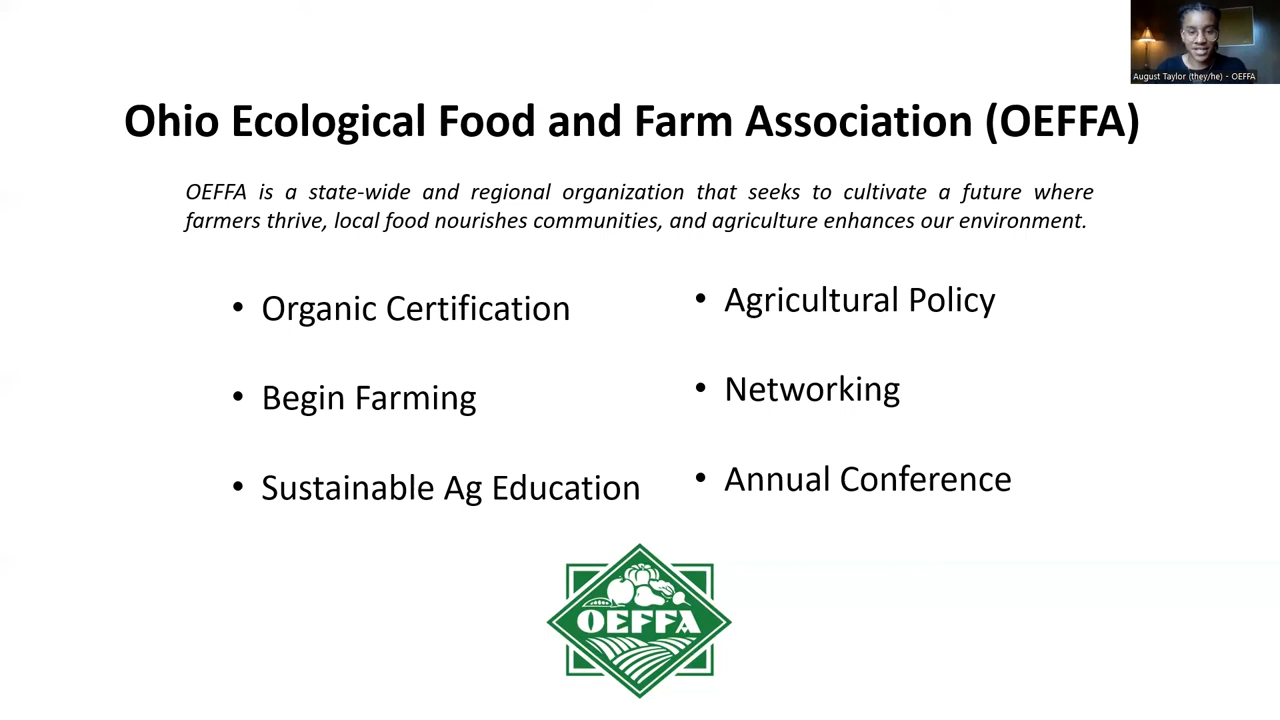 August Taylor (they/he) - OEFFA
Ohio Ecological Food and Farm Association (OEFFA)
OEFFA is a state-wide and regional organization that seeks to cultivate a future where
farmers thrive, local food nourishes communities, and agriculture enhances our environment.
• Organic Certification
• Begin Farming
• Sustainable Ag Education
• Agricultural Policy
• Networking
• Annual Conference
OEFFA